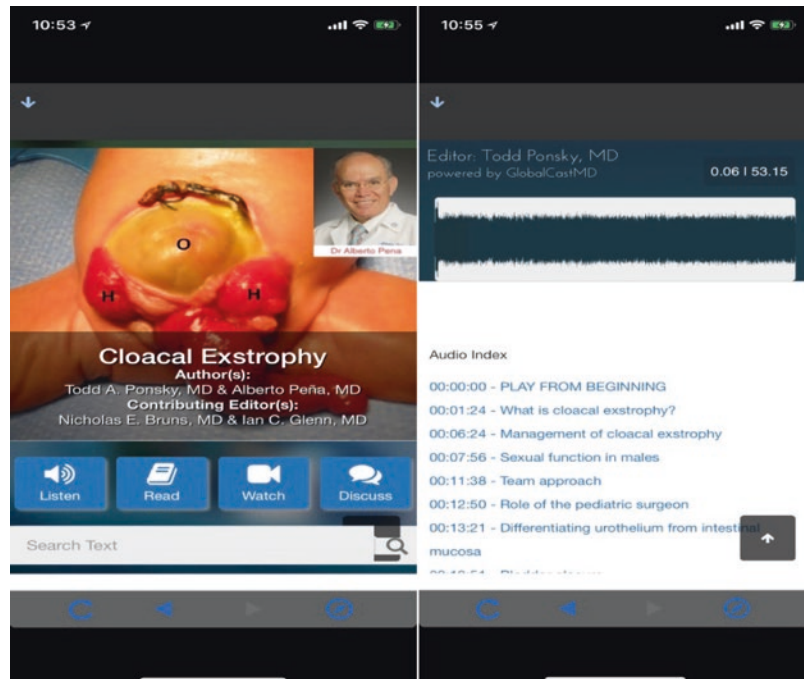 10:53
O
H
H
Dr Alberto Pena
Cloacal Exstrophy
Author(s):
Todd A. Ponsky, MD & Alberto Peña, MD
Contributing Editor(s):
Nicholas E. Bruns, MD & Ian C. Glenn, MD
Listen
Read
Watch
Discuss
Search Text
10:55
Editor: Todd Ponsky, MD
powered by GlobalCastMD
0.06 | 53.15
Audio Index
00:00:00 - PLAY FROM BEGINNING
00:01:24 - What is cloacal exstrophy?
00:06:24 - Management of cloacal exstrophy
00:07:56 - Sexual function in males
00:11:38 - Team approach
00:12:50 - Role of the pediatric surgeon
00:13:21 - Differentiating urothelium from intestinal
mucosa